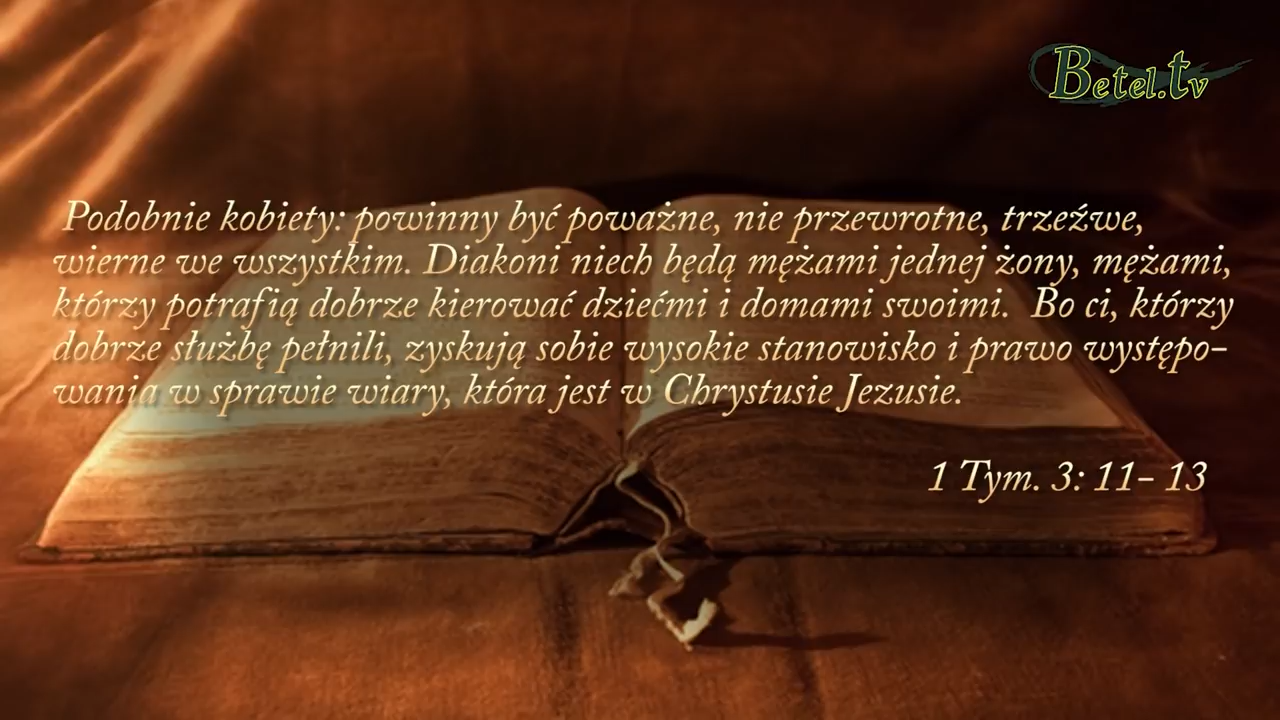 Betel.tv
Podobnie kobiety: powinny być poważne, nie przewrotne, trzeźwe,
wierne we wszystkim. Diakoni niech będą mężami jednej żony, mężami,
którzy potrafią dobrze kierować dziećmi i domami swoimi. Bo ci, którzy
dobrze służbę pełnili, zyskują sobie wysokie stanowisko i prawo występo-
wania w sprawie wiary, która jest w Chrystusie Jezusie.
1 Tym. 3: 11- 13